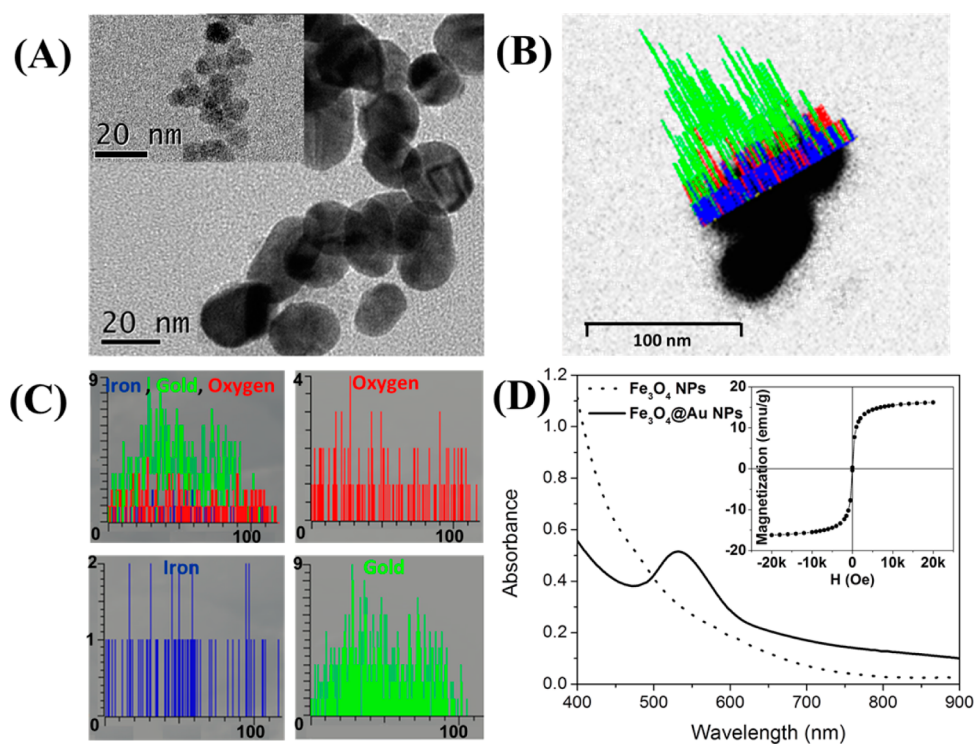 (A)
20 nm
20 nm
(B)
100 nm
(C)
9
Iron , Gold, Oxygen
0
100
4
Oxygen
0
100
2
Iron
1
0
100
9
Gold
0
100
(D)
1.2
1.0
0.8
0.6
0.4
0.2
0.0
Absorbance
400 500 600 700 800 900
Wavelength (nm)
Fe₃O₄ NPs
Fe₃O₄@Au NPs
20
10
0
-10
-20
Magnetization (emu/g)
-20k -10k 0 10k 20k
H (Oe)